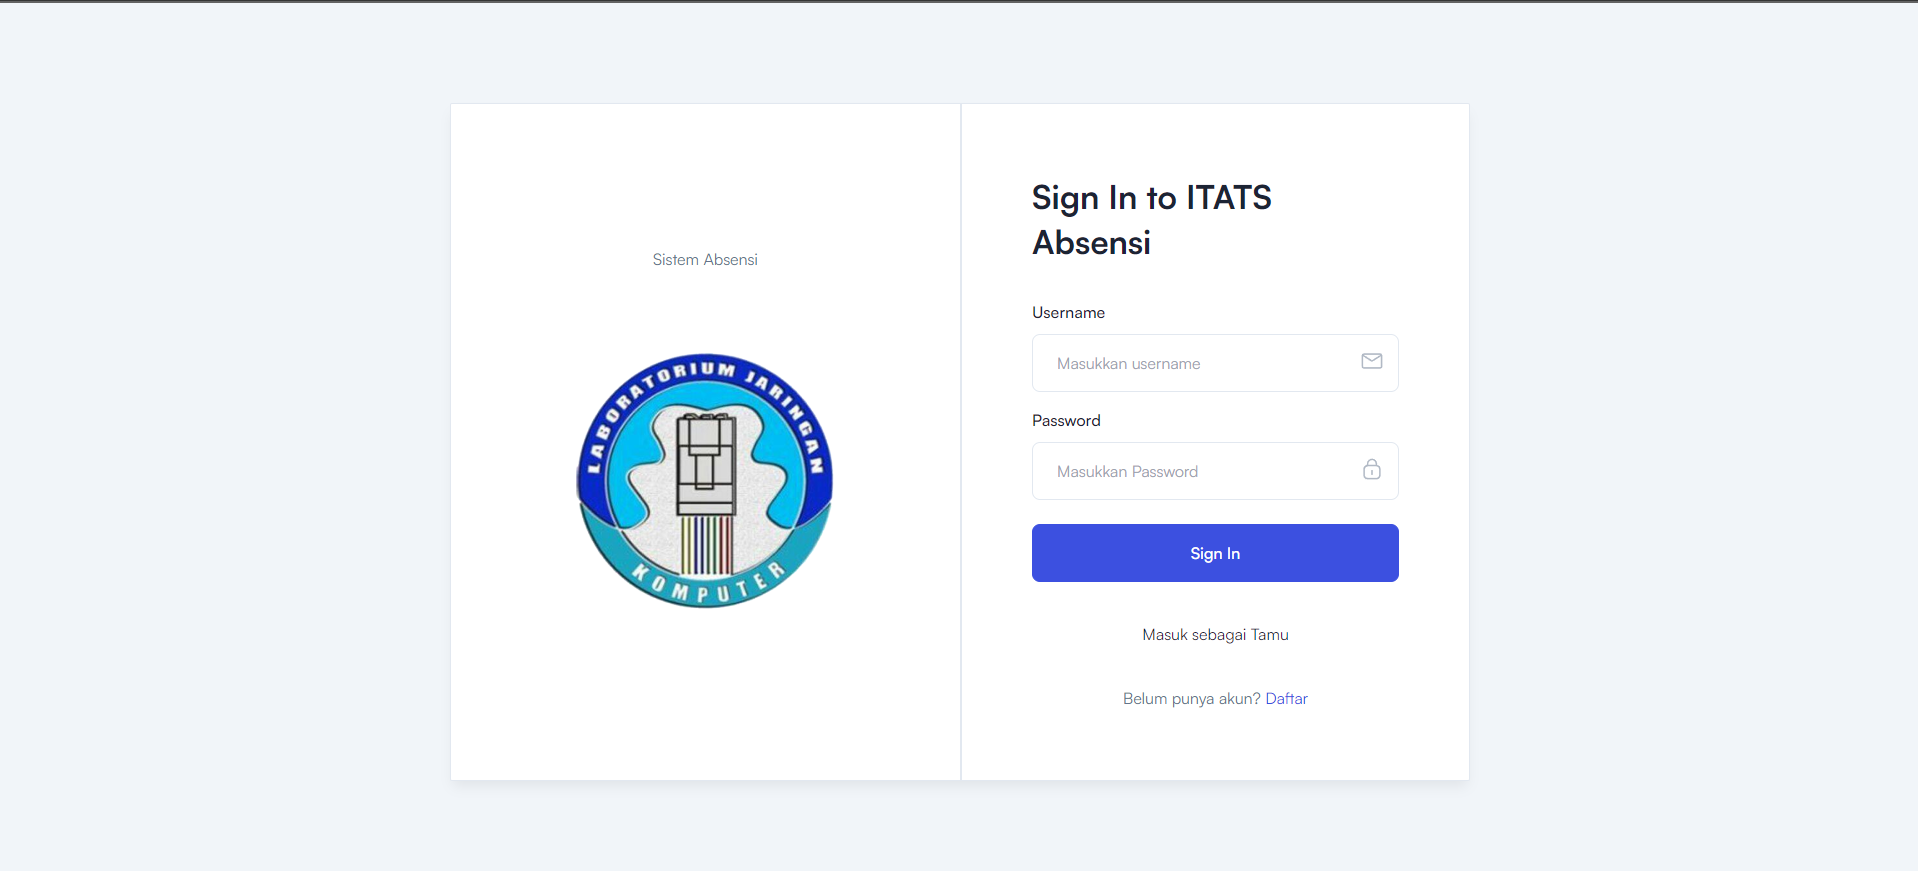 Sistem Absensi
LABORATORIUM JARINGAN
KOMPUTER
Sign In to ITATS
Absensi
Username
Masukkan username
Password
Masukkan Password
Sign In
Masuk sebagai Tamu
Belum punya akun? Daftar